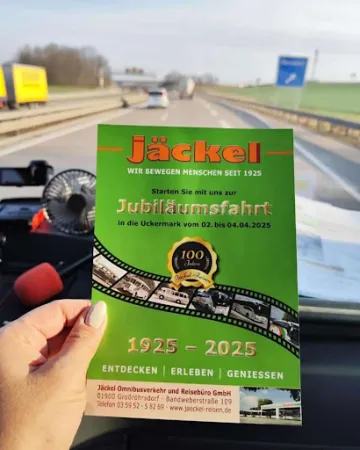 Jäckel
WIR BEWEGEN MENSCHEN SEIT 1925
Starten Sie mit uns zur
Jubiläumsfahrt
in die Uckermark vom 02. bis 04.04.2025
100
Jahre
1925 – 2025
ENTDECKEN | ERLEBEN | GENIESSEN
Jäckel Omnibusverkehr und Reisebüro GmbH
01900 Großröhrsdorf - Bandweberstraße 109
Telefon 03 59 52 - 5 82 69 - www.jaeckel-reisen.de